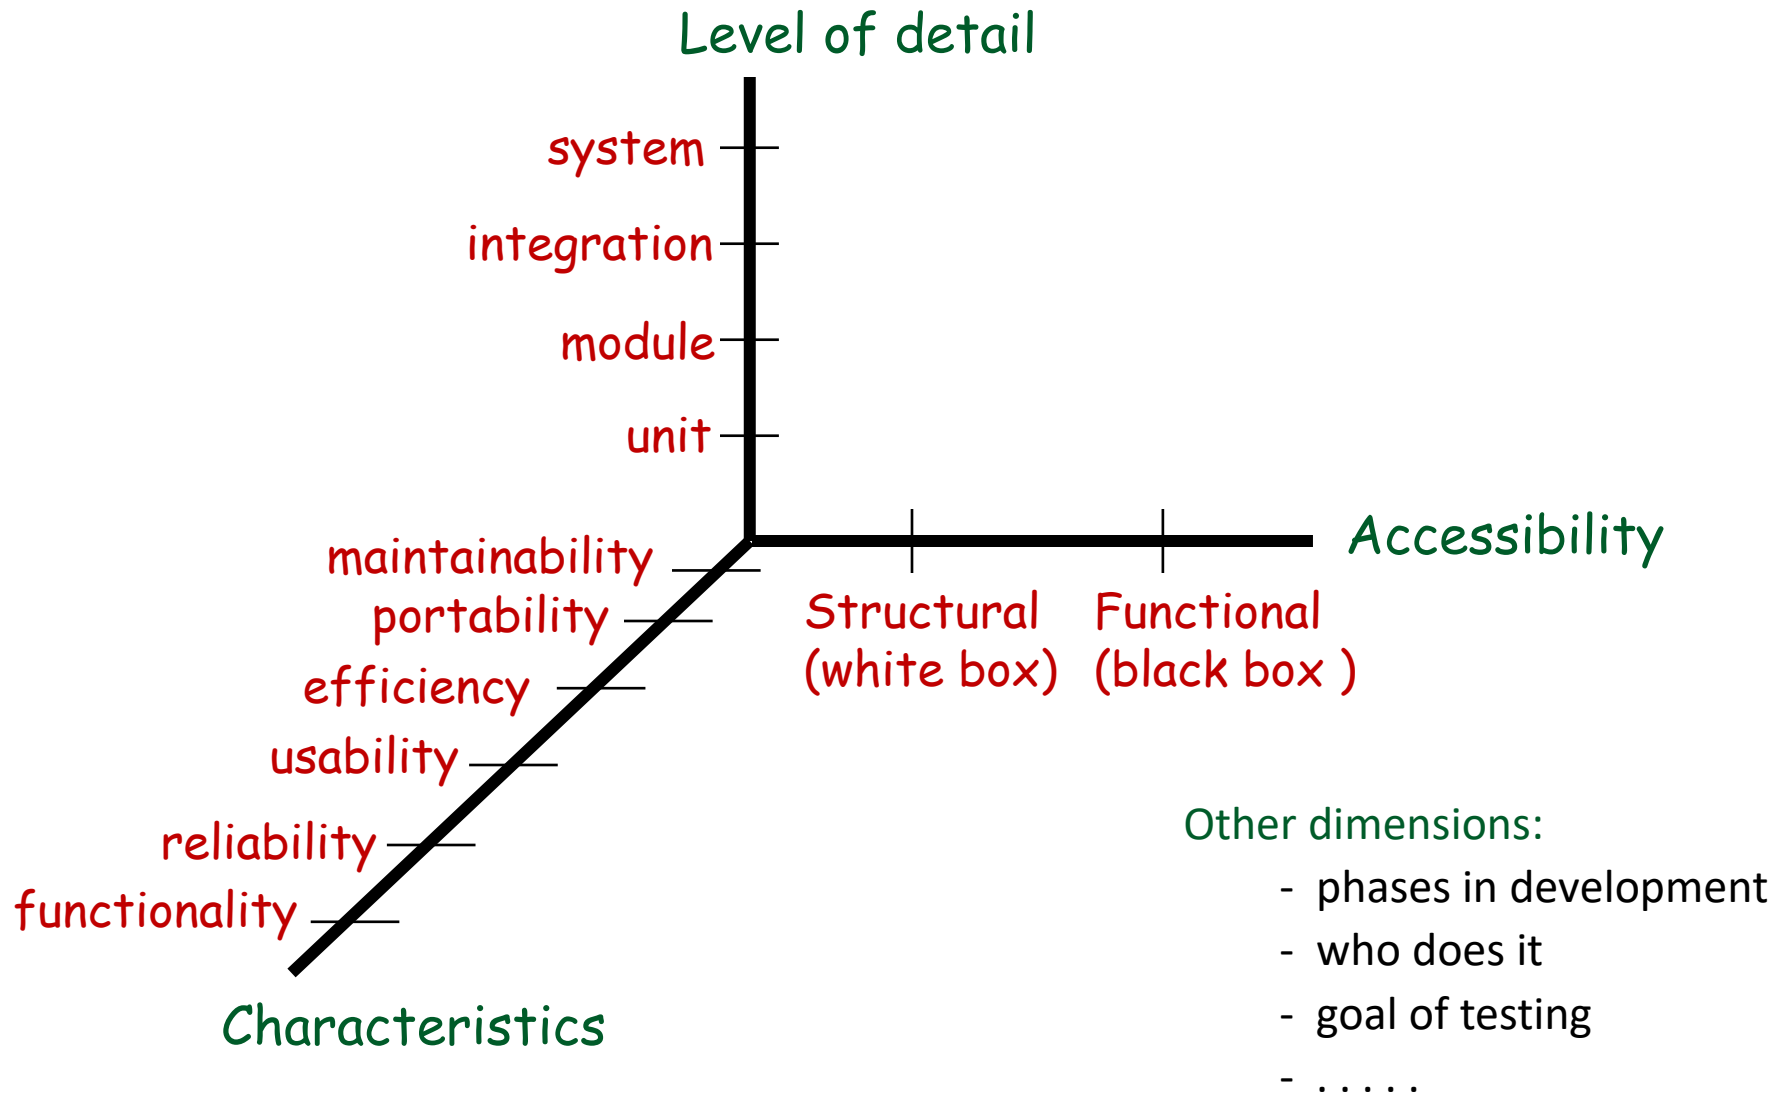 Level of detail
system
integration
module
unit
Accessibility
maintainability
Structural
(white box)
Functional
(black box )
portability
efficiency
usability
reliability
functionality
Characteristics
Other dimensions:
- phases in development
- who does it
- goal of testing
- . . . . .